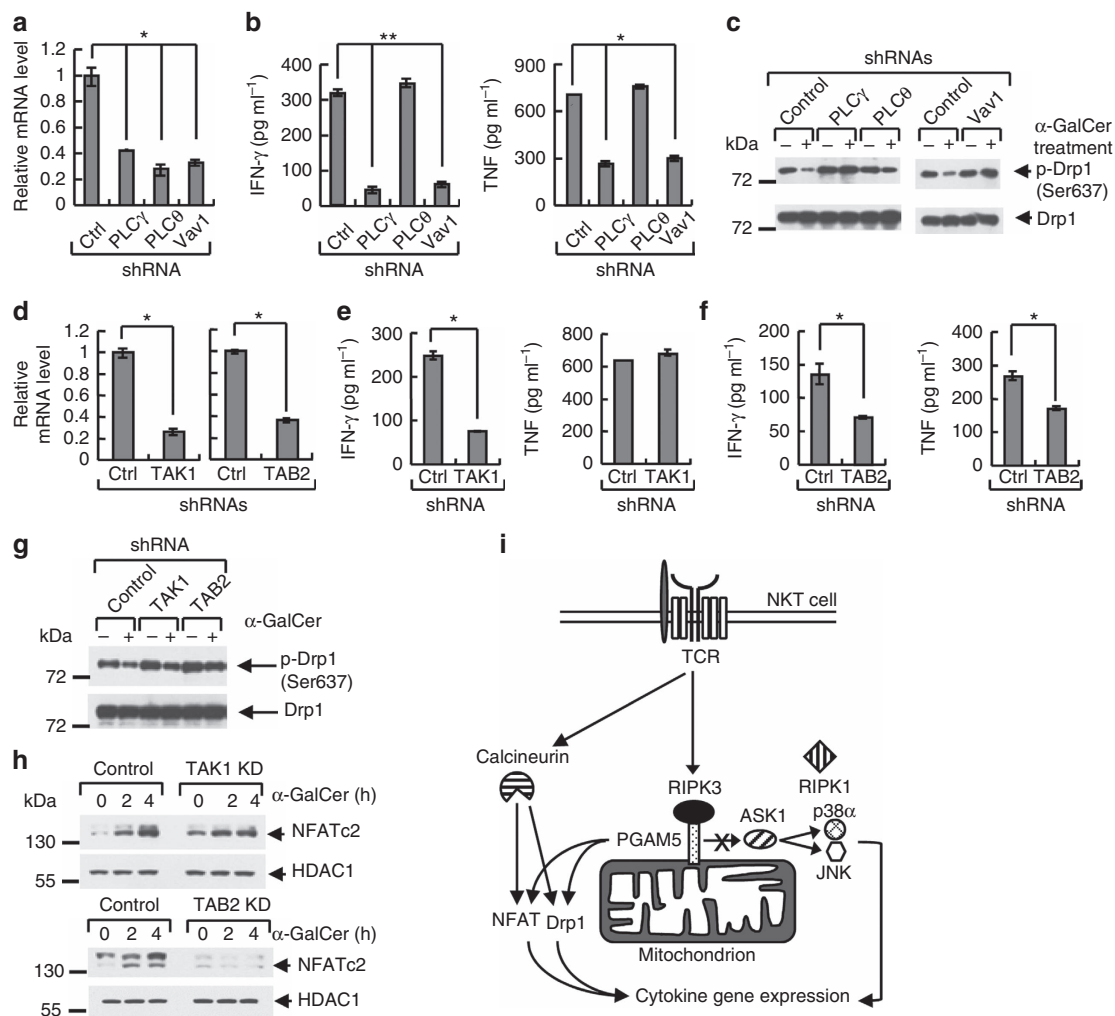 a
Relative mRNA level
1.2
1
0.8
0.6
0.4
0.2
0
*
Ctrl
PLCγ
PLCθ
Vav1
shRNA
b
IFN-γ (pg ml⁻¹)
400
300
200
100
0
**
Ctrl
PLCγ
PLCθ
Vav1
TNF (pg ml⁻¹)
900
600
300
0
*
Ctrl
PLCγ
PLCθ
Vav1
shRNA
c
shRNAs
Control PLCγ PLCθ Control Vav1
α-GalCer
treatment
kDa − + − + − + − + − +
72
p-Drp1
(Ser637)
72
Drp1
d
Relative
mRNA level
1.2
1
0.8
0.6
0.4
0.2
0
* *
Ctrl TAK1 Ctrl TAB2
shRNAs
e
IFN-γ (pg ml⁻¹)
300
200
100
0
*
Ctrl TAK1
shRNA
TNF (pg ml⁻¹)
800
600
400
200
0
Ctrl TAK1
shRNA
f
IFN-γ (pg ml⁻¹)
200
150
100
50
0
*
Ctrl TAB2
shRNA
TNF (pg ml⁻¹)
400
300
200
100
0
*
Ctrl TAB2
shRNA
g
shRNA
Control TAK1 TAB2
α-GalCer
kDa − + − + − +
72
p-Drp1
(Ser637)
72
Drp1
h
Control TAK1 KD
kDa 0 2 4 0 2 4 α-GalCer (h)
130
NFATc2
55
HDAC1
Control TAB2 KD
0 2 4 0 2 4 α-GalCer (h)
130
NFATc2
55
HDAC1
i
NKT cell
TCR
Calcineurin
RIPK3
RIPK1
ASK1
p38α
PGAM5
JNK
NFAT Drp1
Mitochondrion
Cytokine gene expression